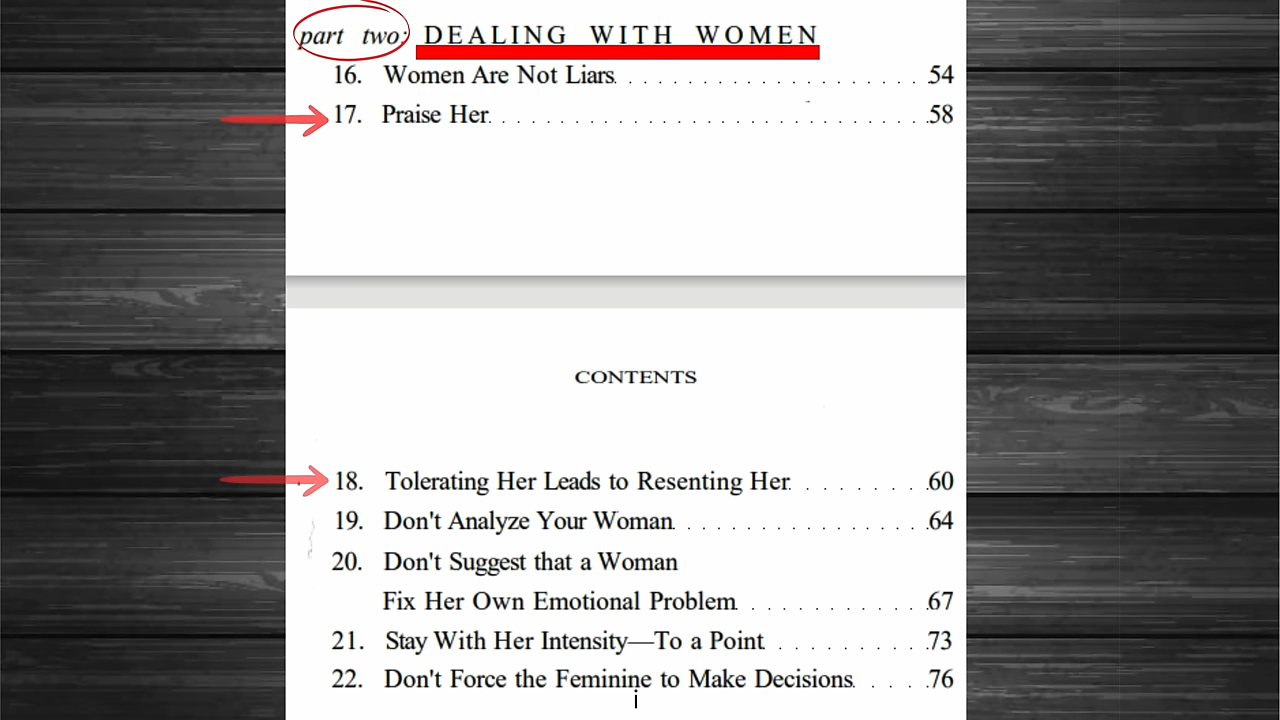 part two: DEALING WITH WOMEN
16. Women Are Not Liars. . . . . . . . . . . . . . . . . . . . . . .54
17. Praise Her. . . . . . . . . . . . . . . . . . . . . . . . . . . . . . . .58
CONTENTS
18. Tolerating Her Leads to Resenting Her. . . . . . . . . .60
19. Don't Analyze Your Woman. . . . . . . . . . . . . . . . . . .64
20. Don't Suggest that a Woman
Fix Her Own Emotional Problem. . . . . . . . . . . . . .67
21. Stay With Her Intensity—To a Point. . . . . . . . . . . .73
22. Don't Force the Feminine to Make Decisions. . . . .76
i